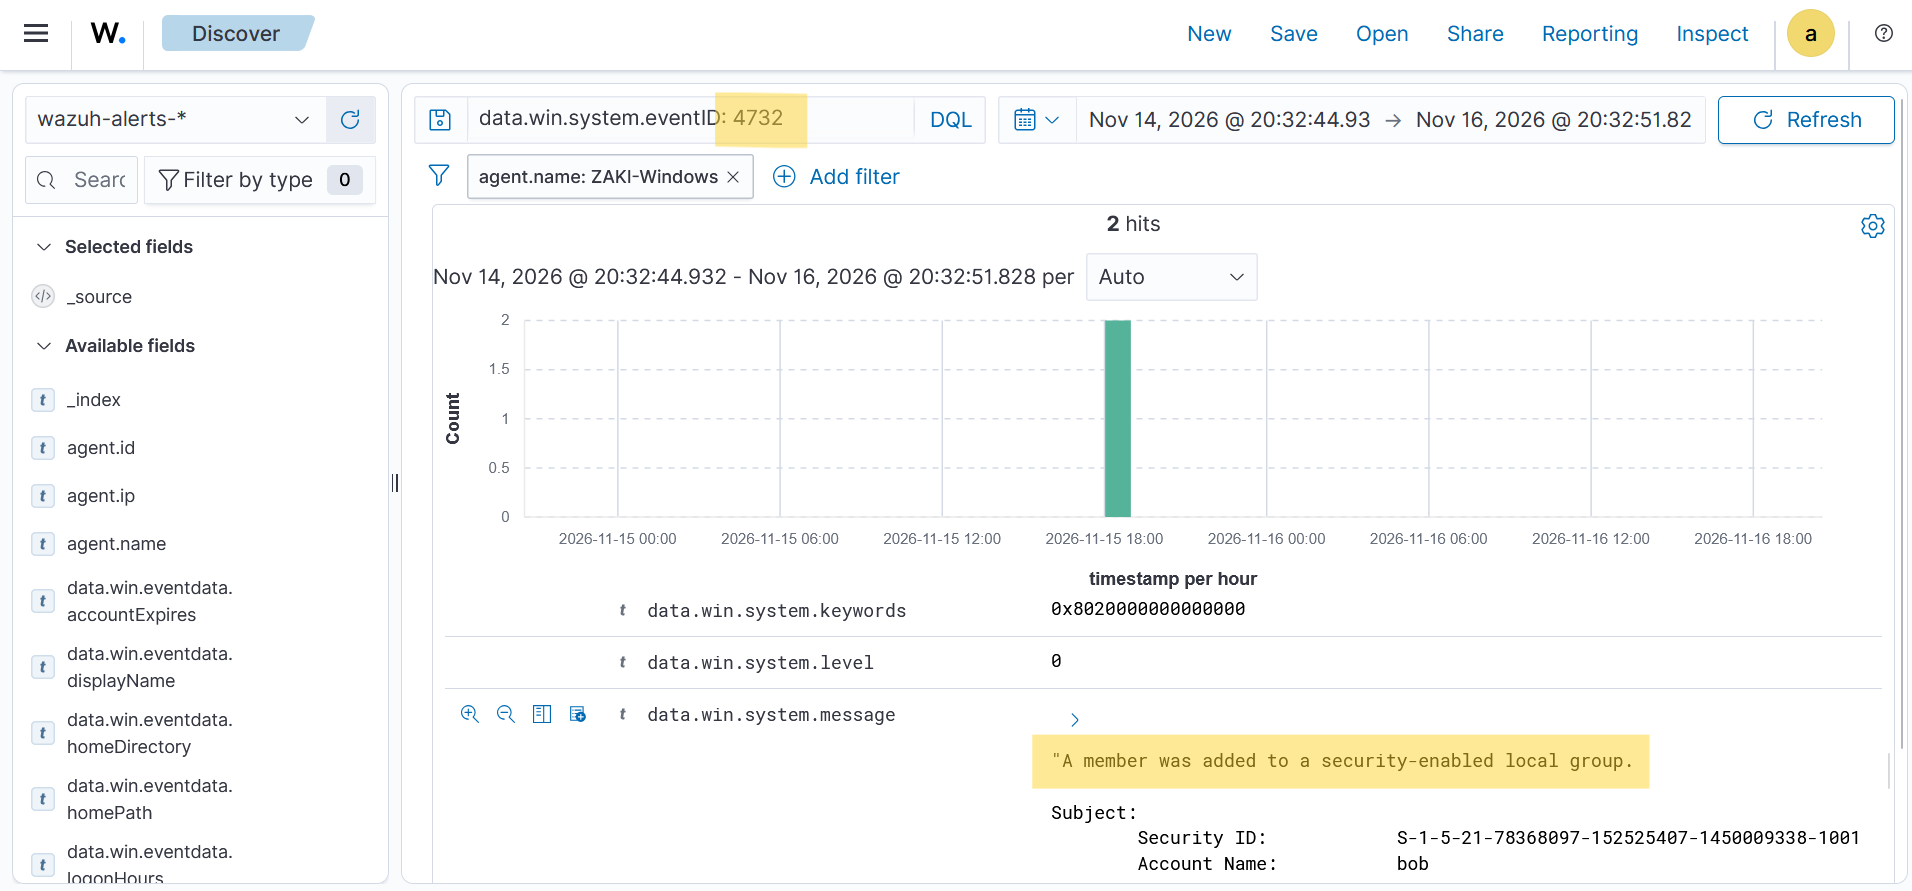 W.
Discover
New
Save
Open
Share
Reporting
Inspect
a
wazuh-alerts-*
data.win.system.eventID: 4732
DQL
Nov 14, 2026 @ 20:32:44.93 → Nov 16, 2026 @ 20:32:51.82
Refresh
Filter by type 0
agent.name: ZAKI-Windows ×
Add filter
Selected fields
_source
Available fields
_index
agent.id
agent.ip
agent.name
data.win.eventdata.
accountExpires
data.win.eventdata.
displayName
data.win.eventdata.
homeDirectory
data.win.eventdata.
homePath
data.win.eventdata.
logonHours
2 hits
Nov 14, 2026 @ 20:32:44.932 - Nov 16, 2026 @ 20:32:51.828 per
Auto
Count
2
1.5
1
0.5
0
2026-11-15 00:00
2026-11-15 06:00
2026-11-15 12:00
2026-11-15 18:00
2026-11-16 00:00
2026-11-16 06:00
2026-11-16 12:00
2026-11-16 18:00
timestamp per hour
t data.win.system.keywords 0x8020000000000000
t data.win.system.level 0
t data.win.system.message
"A member was added to a security-enabled local group.
Subject:
Security ID: S-1-5-21-78368097-152525407-1450009338-1001
Account Name: bob